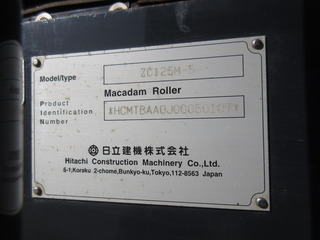 Model/type ZC125M-5
Macadam Roller
Product
Identification
Number
日立建機株式会社
Hitachi Construction Machinery Co.,Ltd.
5-1,Koraku 2-chome,Bunkyo-ku,Tokyo,112-8563 Japan